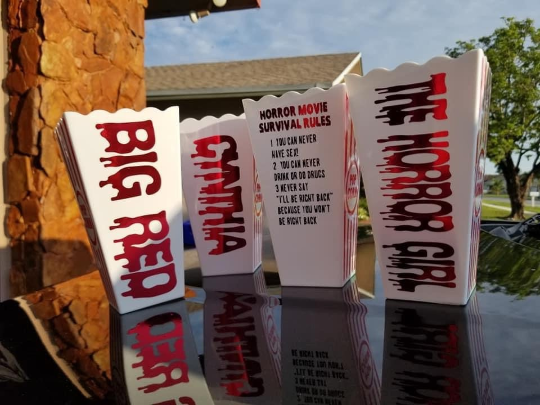 BIG RED
CYNTHIA
HORROR MOVIE
SURVIVAL RULES
1 YOU CAN NEVER
HAVE SEX!
2 YOU CAN NEVER
DRINK OR DO DRUGS
3 NEVER SAY
"I'LL BE RIGHT BACK"
BECAUSE YOU WON'T
BE RIGHT BACK
THE HORROR GIRL